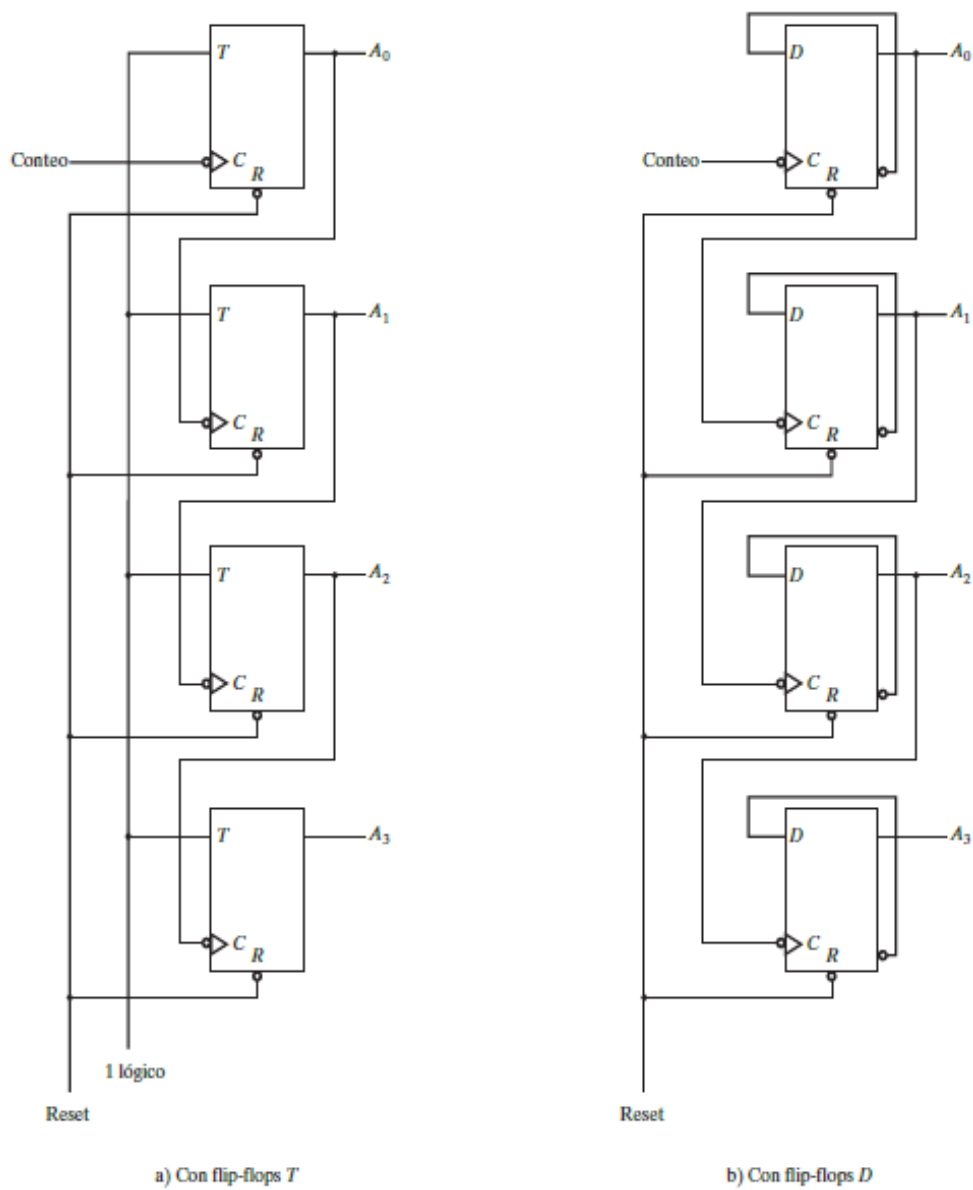 T
A0
Conteo
C
R
T
A1
C
R
T
A2
C
R
T
A3
C
R
1 lógico
Reset
a) Con flip-flops T
D
A0
Conteo
C
R
D
A1
C
R
D
A2
C
R
D
A3
C
R
Reset
b) Con flip-flops D